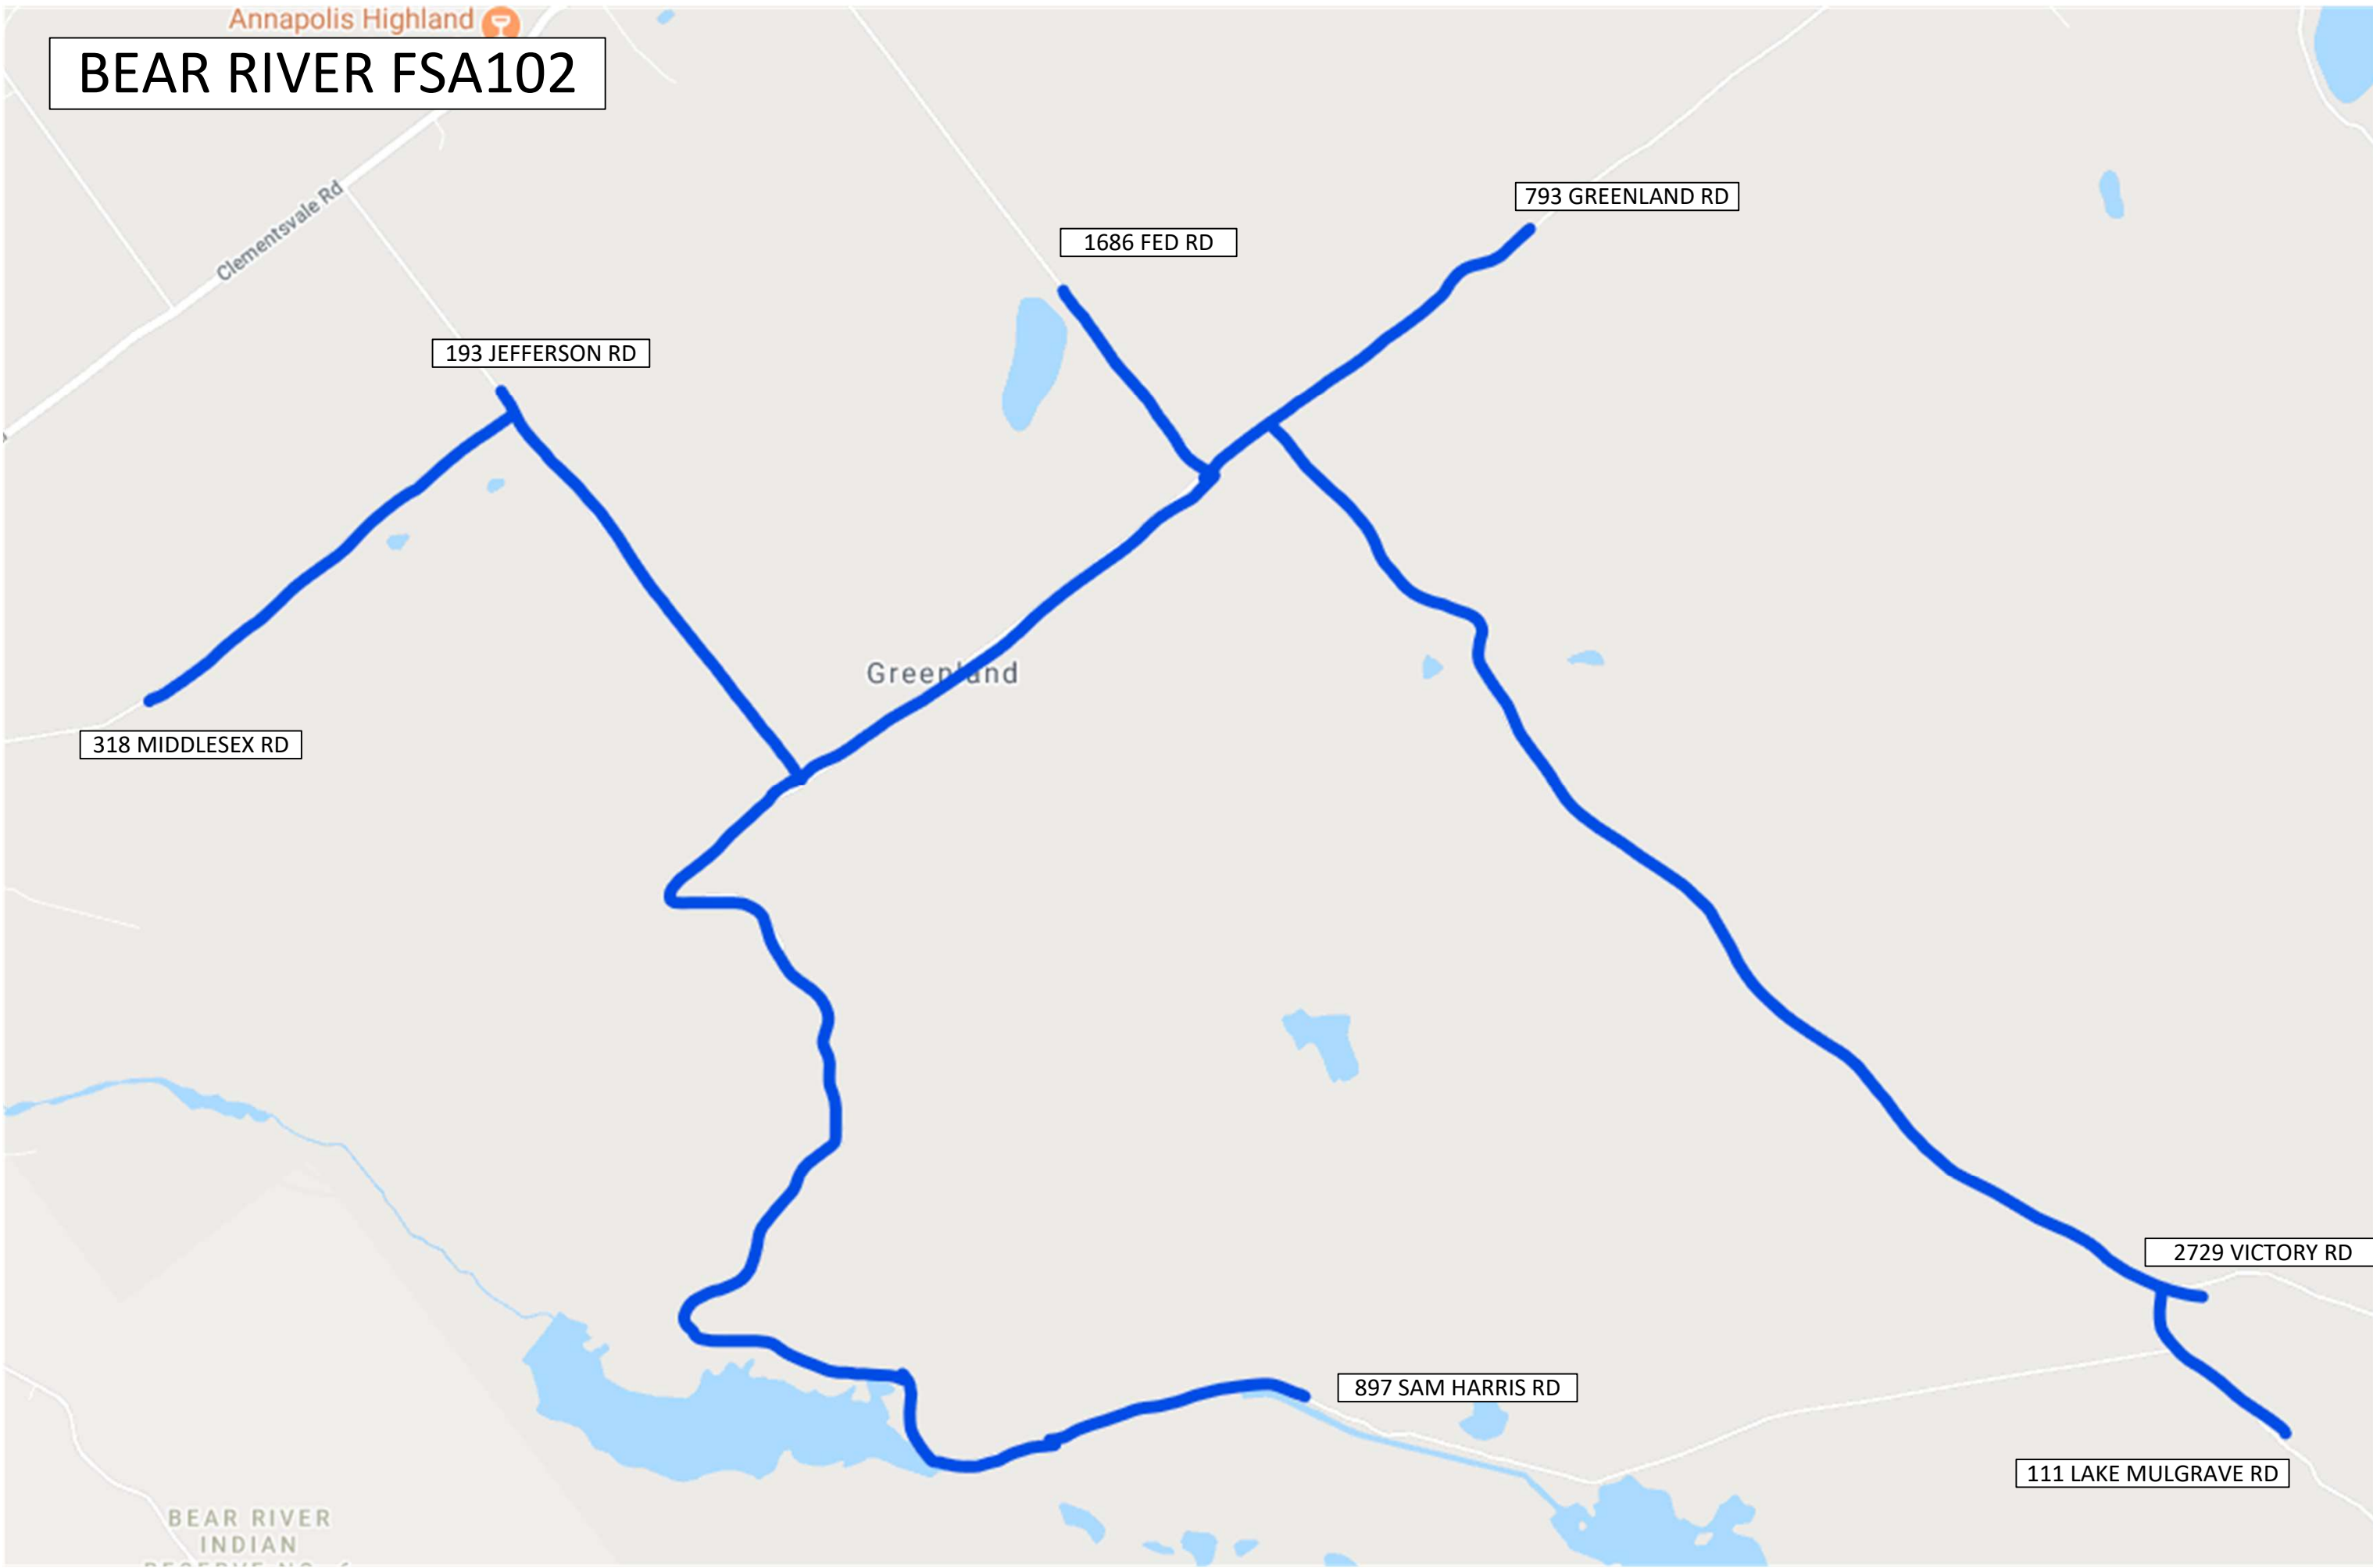 Annapolis Highland
BEAR RIVER FSA102
Clementsvale Rd
793 GREENLAND RD
1686 FED RD
193 JEFFERSON RD
Greenland
318 MIDDLESEX RD
2729 VICTORY RD
897 SAM HARRIS RD
111 LAKE MULGRAVE RD
BEAR RIVER
INDIAN